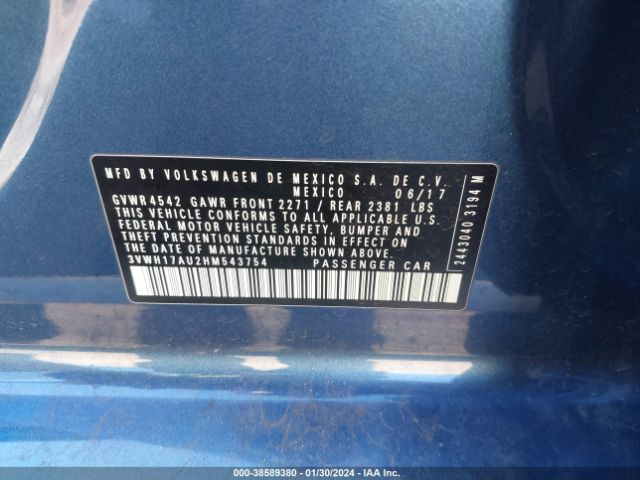 MFD BY VOLKSWAGEN DE MEXICO S.A. DE C.V.
MEXICO 06/17
GVWR 4542 GAWR FRONT 2271 / REAR 2381 LBS
THIS VEHICLE CONFORMS TO ALL APPLICABLE U.S.
FEDERAL MOTOR VEHICLE SAFETY, BUMPER AND
THEFT PREVENTION STANDARDS IN EFFECT ON THE
DATE OF MANUFACTURE SHOWN ABOVE.
3VWH17AU2HM543754 PASSENGER CAR
2443040 3194 M
000-38589380 - 01/30/2024 - IAA Inc.